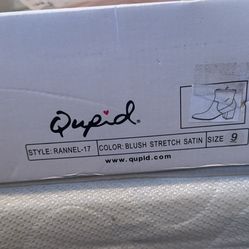 Qupid.
STYLE: RANNEL-17 COLOR: BLUSH STRETCH SATIN SIZE 9
www.qupid.com